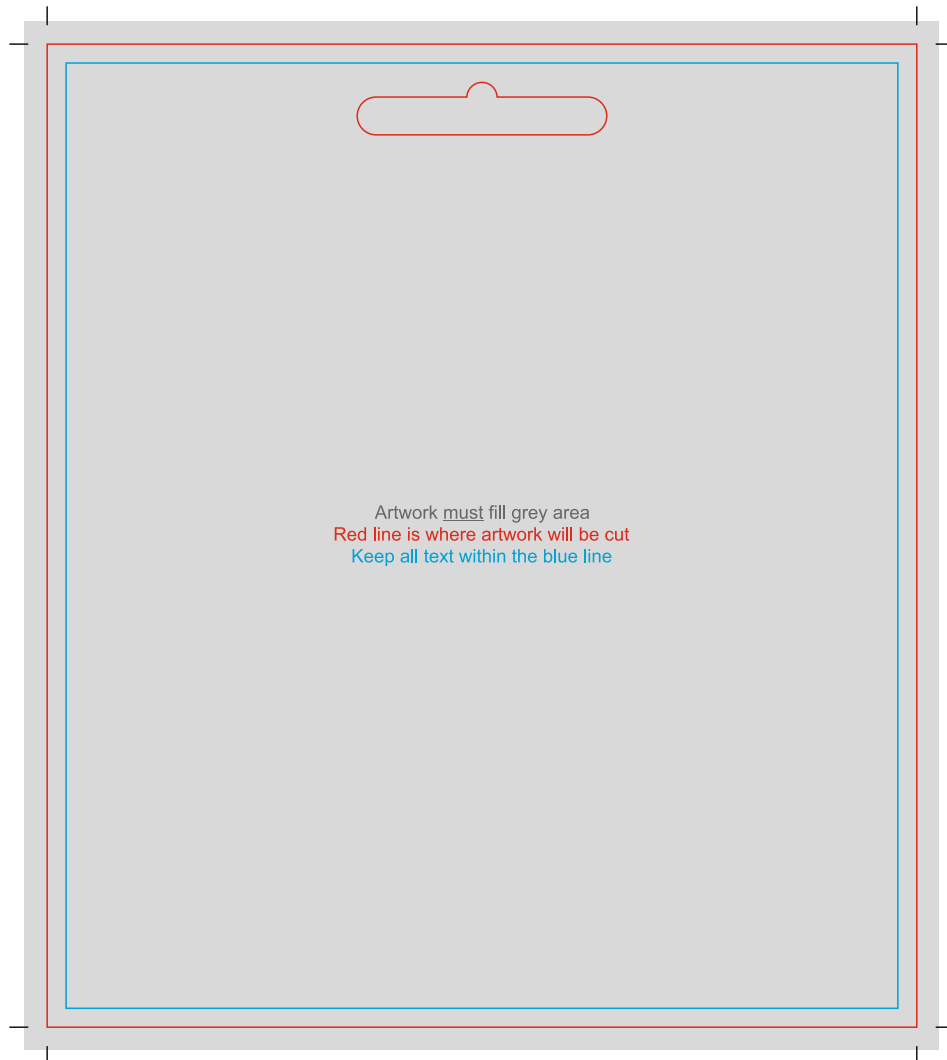 Artwork must fill grey area
Red line is where artwork will be cut
Keep all text within the blue line